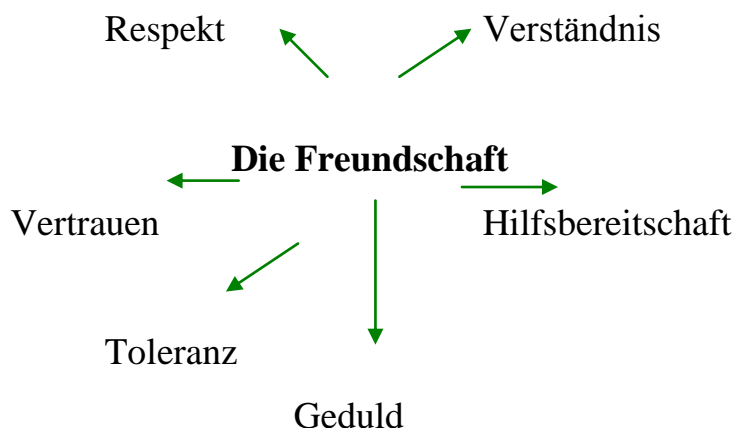 Respekt Verständnis
Die Freundschaft
Vertrauen Hilfsbereitschaft
Toleranz
Geduld